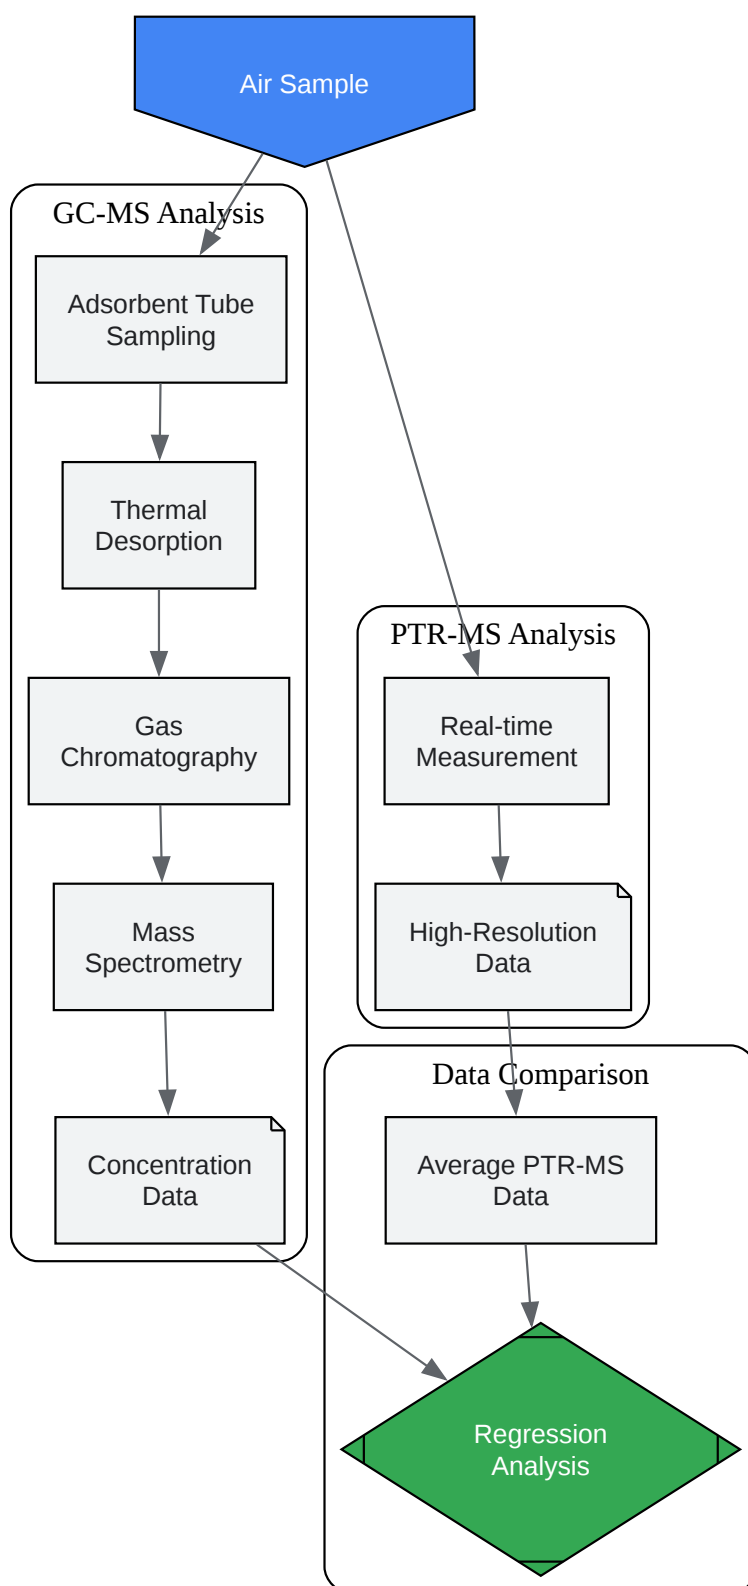 Air Sample
GC-MS Analysis
Adsorbent Tube
Sampling
Thermal
Desorption
Gas
Chromatography
Mass
Spectrometry
Concentration
Data
PTR-MS Analysis
Real-time
Measurement
High-Resolution
Data
Data Comparison
Average PTR-MS
Data
Regression
Analysis